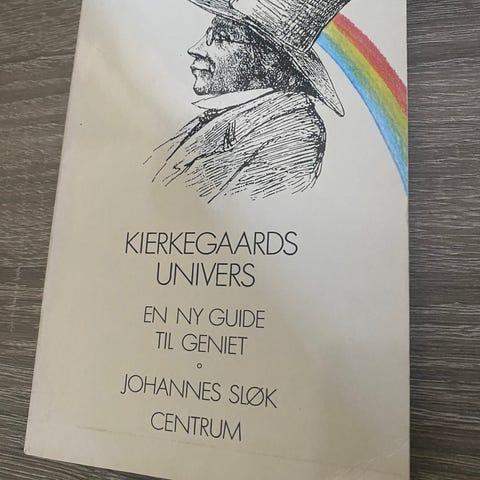 KIERKEGAARDS
UNIVERS
EN NY GUIDE
TIL GENIET
JOHANNES SLØK
CENTRUM